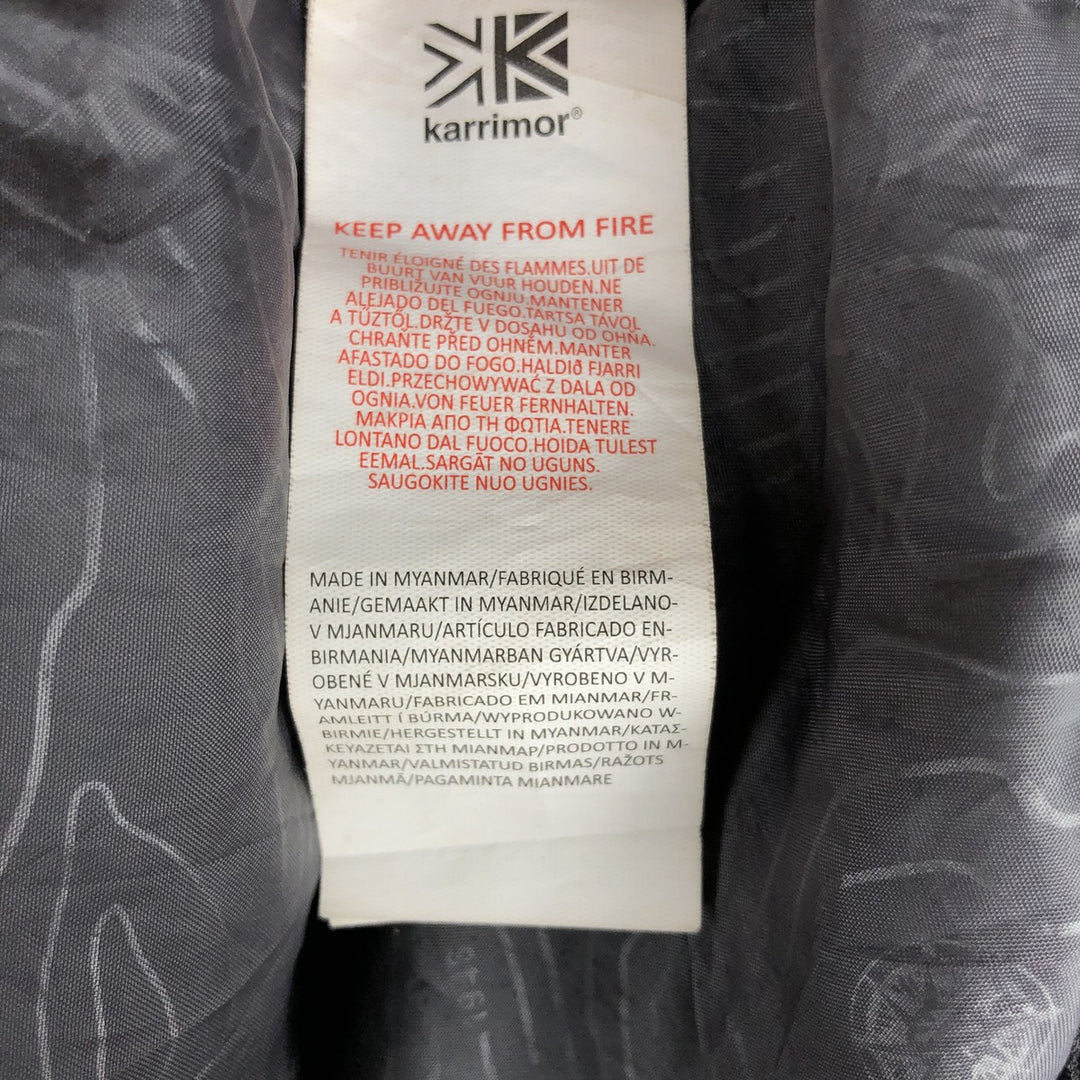 karrimor®
KEEP AWAY FROM FIRE
TENIR ÉLOIGNÉ DES FLAMMES.UIT DE
BUURT VAN VUUR HOUDEN.NE
PRIBLIŽUJTE OGNJU.MANTENER
ALEJADO DEL FUEGO.TARTSA TÁVOL
A TŰZTŐL.DRŽTE V DOSAHU OD OHŇA.
CHRAŇTE PŘED OHNĚM.MANTER
AFASTADO DO FOGO.HALDIÐ FJARRI
ELDI.PRZECHOWYWAĆ Z DALA OD
OGNIA.VON FEUER FERNHALTEN.
ΜΑΚΡΙΑ ΑΠΟ ΤΗ ΦΩΤΙΑ.TENERE
LONTANO DAL FUOCO.HOIDA TULEST
EEMAL.SARGĀT NO UGUNS.
SAUGOKITE NUO UGNIES.
MADE IN MYANMAR/FABRIQUÉ EN BIRM-
ANIE/GEMAAKT IN MYANMAR/IZDELANO-
V MJANMARU/ARTÍCULO FABRICADO EN-
BIRMANIA/MYANMARBAN GYÁRTVA/VYR-
OBENÉ V MJANMARSKU/VYROBENO V M-
YANMARU/FABRICADO EM MIANMAR/FR-
AMLEITT Í BÚRMA/WYPRODUKOWANO W-
BIRMIE/HERGESTELLT IN MYANMAR/ΚΑΤΑΣ-
ΚΕΥΑΖΕΤΑΙ ΣΤΗ ΜΙΑΝΜΑΡ/PRODOTTO IN M-
YANMAR/VALMISTATUD BIRMAS/RAŽOTS
MJANMĀ/PAGAMINTA MIANMARE